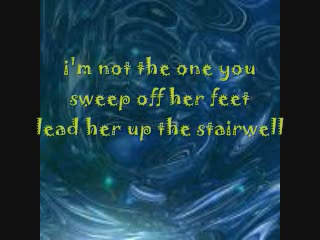 i'm not the one you
sweep off her feet
lead her up the stairwell